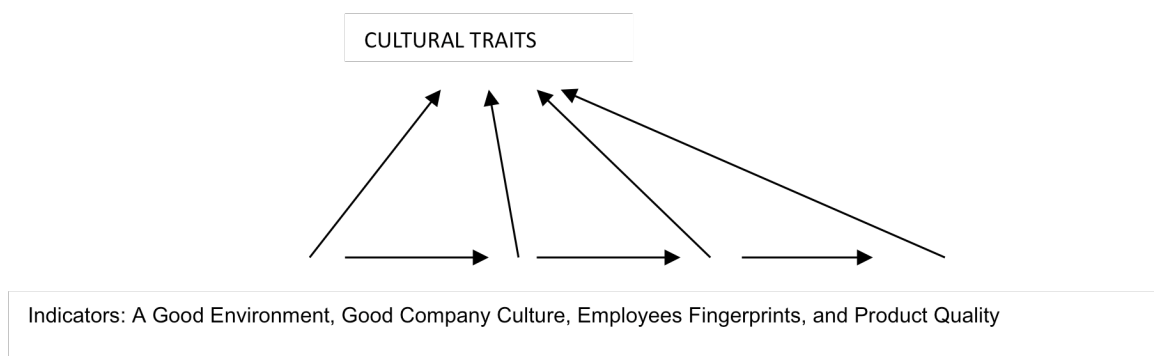 CULTURAL TRAITS
Indicators: A Good Environment, Good Company Culture, Employees Fingerprints, and Product Quality